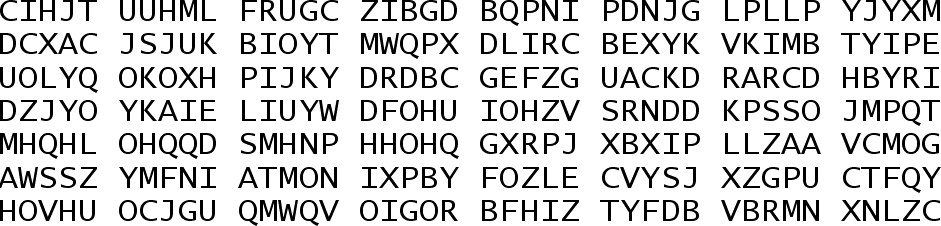 CIHJT UUHML FRUGC ZIBGD BQPNI PDNJG LPLLP YJYXM
DCXAC JSJUK BIOYT MWQPX DLIRC BEXYK VKIMB TYIPE
UOLYQ OKOXH PIJKY DRDBC GEFZG UACKD RARCD HBYRI
DZJYO YKAIE LIUYW DFOHU IOHZV SRNDD KPSSO JMPQT
MHQHL OHQQD SMHNP HHOHQ GXRPJ XBXIP LLZAA VCMOG
AWSSZ YMFNI ATMON IXPBY FOZLE CVYSJ XZGPU CTFQY
HOVHU OCJGU QMWQV OIGOR BFHIZ TYFDB VBRMN XNLZC